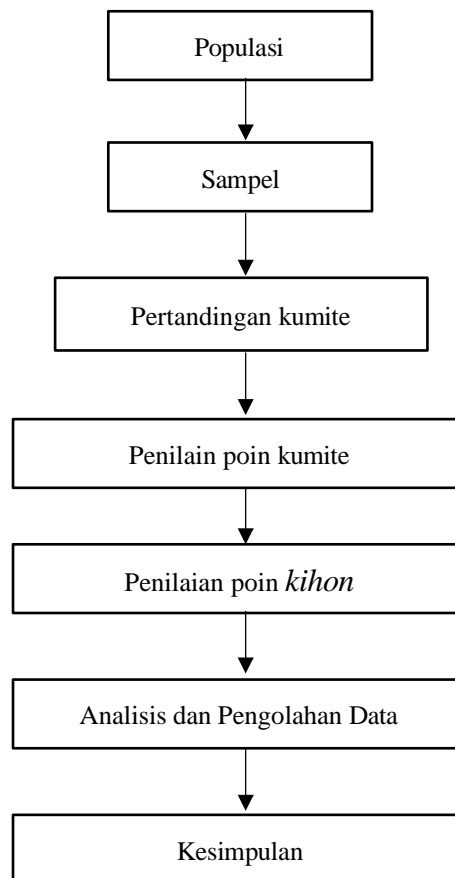 Populasi
Sampel
Pertandingan kumite
Penilain poin kumite
Penilaian poin kihon
Analisis dan Pengolahan Data
Kesimpulan